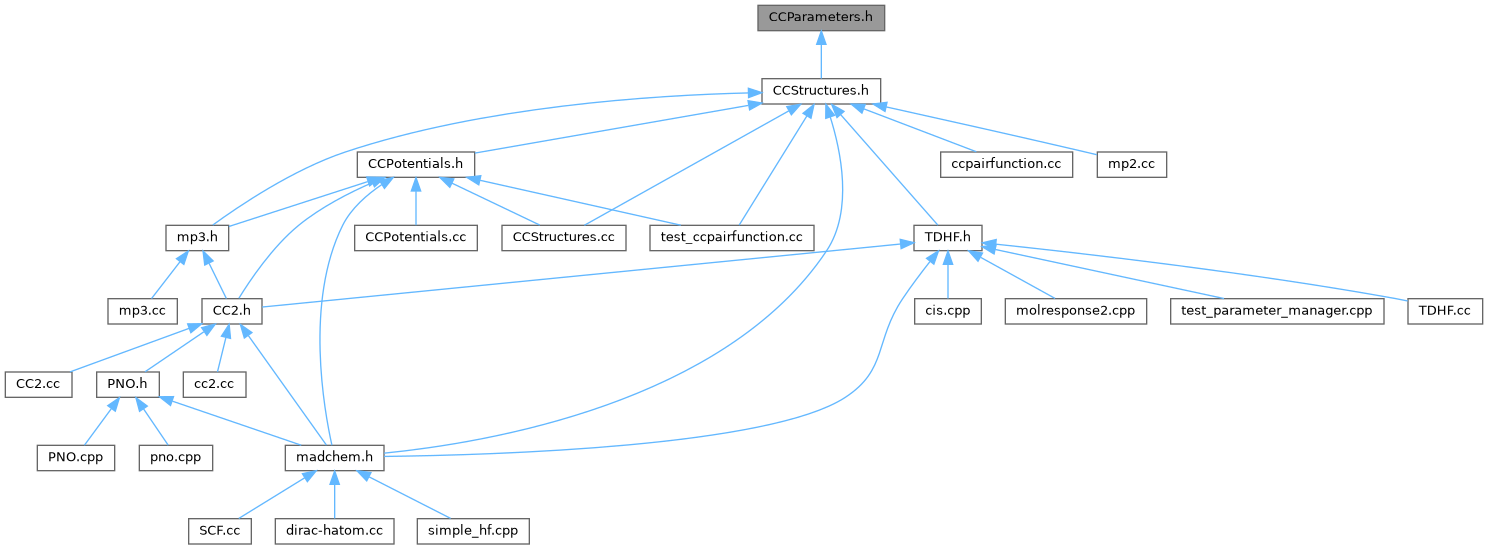 CCParameters.h
CCStructures.h
CCPotentials.h
ccpairfunction.cc
mp2.cc
mp3.h
CCPotentials.cc
CCStructures.cc
test_ccpairfunction.cc
TDHF.h
mp3.cc
CC2.h
cis.cpp
molresponse2.cpp
test_parameter_manager.cpp
TDHF.cc
CC2.cc
PNO.h
cc2.cc
PNO.cpp
pno.cpp
madchem.h
SCF.cc
dirac-hatom.cc
simple_hf.cpp